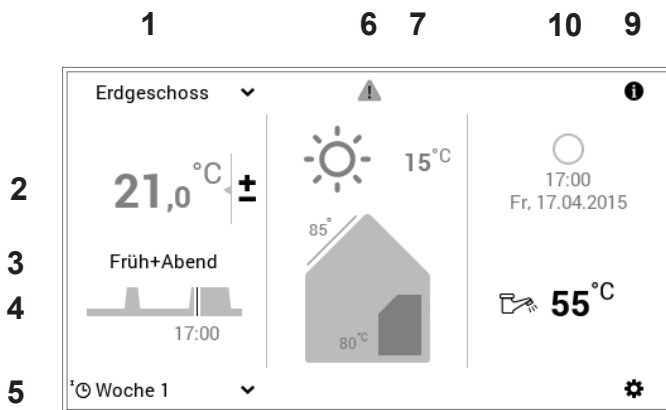 1 6 7 10 9
Erdgeschoss
2
21,0 °C
±
15°C
17:00
Fr, 17.04.2015
85°
3
Früh+Abend
4
17:00
80°C
55°C
5
Woche 1